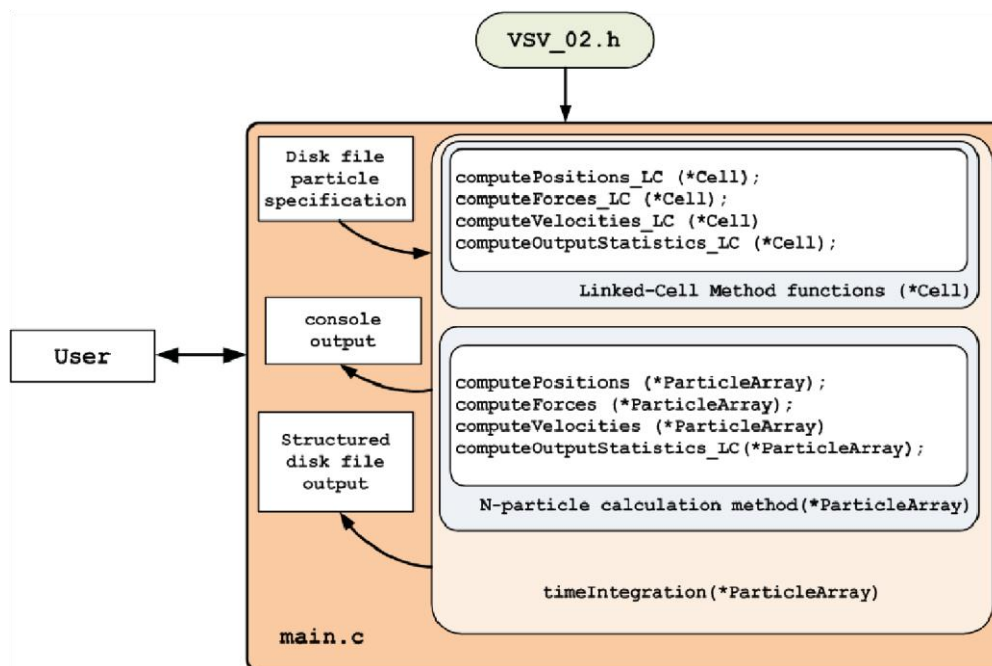 VSV_02.h
Disk file
particle
specification
computePositions_LC (*Cell);
computeForces_LC (*Cell);
computeVelocities_LC (*Cell)
computeOutputStatistics_LC (*Cell);
Linked-Cell Method functions (*Cell)
console
output
User
computePositions (*ParticleArray);
computeForces (*ParticleArray);
computeVelocities (*ParticleArray)
computeOutputStatistics_LC(*ParticleArray);
Structured
disk file
output
N-particle calculation method(*ParticleArray)
timeIntegration(*ParticleArray)
main.c